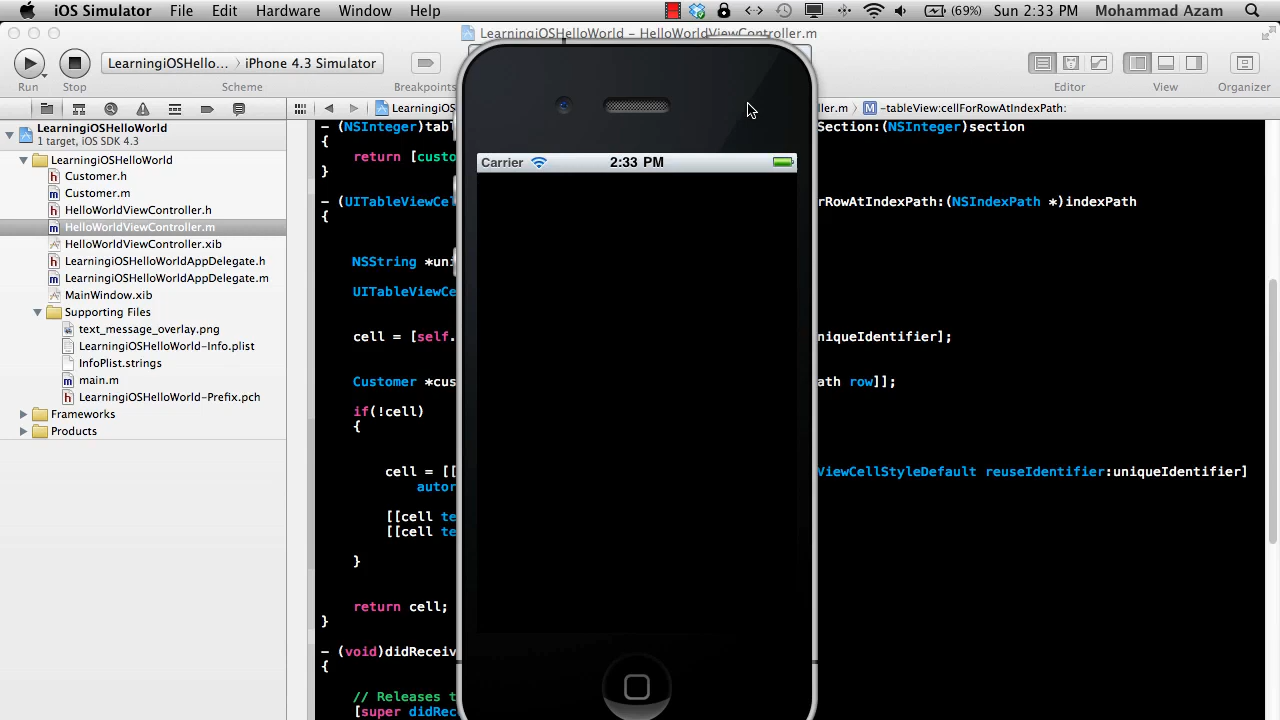 iOS Simulator File Edit Hardware Window Help (69%) Sun 2:33 PM Mohammad Azam
LearningiOSHelloWorld – HelloWorldViewController.m
LearningiOSHello... iPhone 4.3 Simulator
Run Stop Scheme Breakpoints Editor View Organizer
LearningiOS ler.m M -tableView:cellForRowAtIndexPath:
LearningiOSHelloWorld
1 target, iOS SDK 4.3
LearningiOSHelloWorld
Customer.h
Customer.m
HelloWorldViewController.h
HelloWorldViewController.m
HelloWorldViewController.xib
LearningiOSHelloWorldAppDelegate.h
LearningiOSHelloWorldAppDelegate.m
MainWindow.xib
Supporting Files
text_message_overlay.png
LearningiOSHelloWorld-Info.plist
InfoPlist.strings
main.m
LearningiOSHelloWorld-Prefix.pch
Frameworks
Products
- (NSInteger)tabl Section:(NSInteger)section
{
return [custo
}
- (UITableViewCel rRowAtIndexPath:(NSIndexPath *)indexPath
{
NSString *uni
UITableViewCe
cell = [self. niqueIdentifier];
Customer *cus ath row]];
if(!cell)
{
cell = [[ ViewCellStyleDefault reuseIdentifier:uniqueIdentifier]
autor
[[cell te
[[cell te
}
return cell;
}
- (void)didReceiv
{
// Releases t
[super didRece
Carrier 2:33 PM